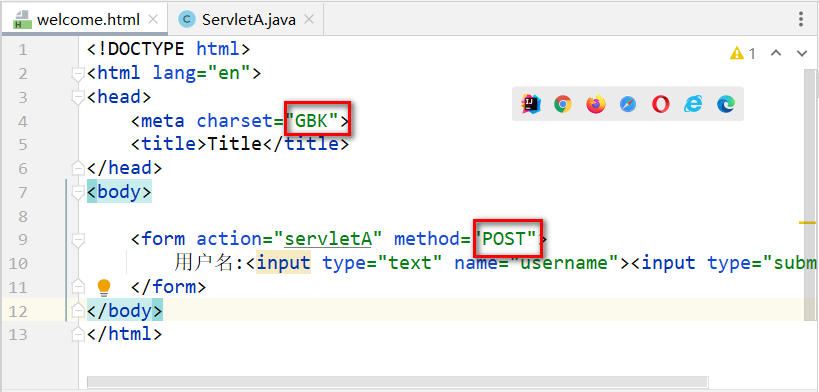 welcome.html ServletA.java
1 <!DOCTYPE html> 1
2 <html lang="en">
3 <head>
4 <meta charset="GBK">
5 <title>Title</title>
6 </head>
7 <body>
8
9 <form action="servletA" method="POST">
10 用户名:<input type="text" name="username"><input type="subm
11 </form>
12 </body>
13 </html>